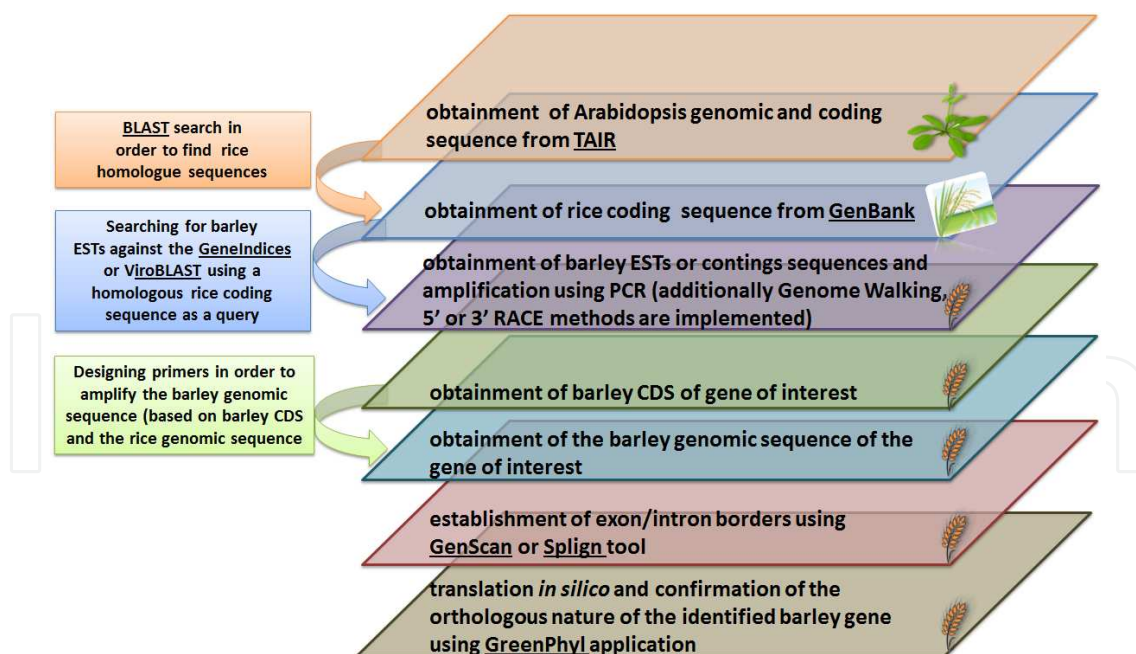 obtainment of Arabidopsis genomic and coding
sequence from TAIR
BLAST search in
order to find rice
homologue sequences
obtainment of rice coding sequence from GenBank
Searching for barley
ESTs against the GeneIndices
or ViroBLAST using a
homologous rice coding
sequence as a query
obtainment of barley ESTs or contings sequences and
amplification using PCR (additionally Genome Walking,
5’ or 3’ RACE methods are implemented)
obtainment of barley CDS of gene of interest
Designing primers in order to
amplify the barley genomic
sequence (based on barley CDS
and the rice genomic sequence
obtainment of the barley genomic sequence of the
gene of interest
establishment of exon/intron borders using
GenScan or Splign tool
translation in silico and confirmation of the
orthologous nature of the identified barley gene
using GreenPhyl application